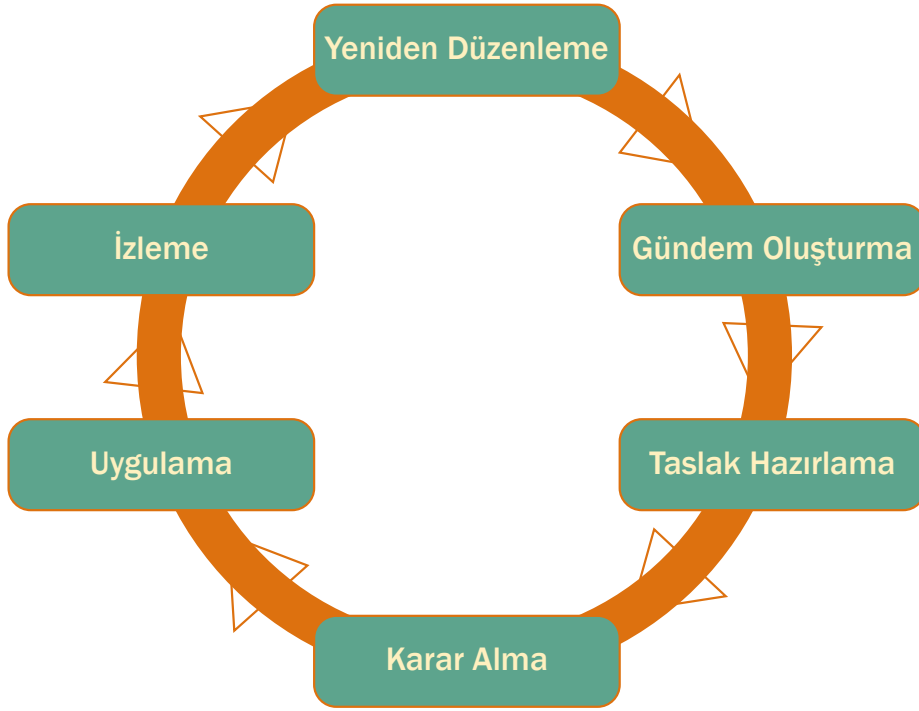 Yeniden Düzenleme
Gündem Oluşturma
Taslak Hazırlama
Karar Alma
Uygulama
İzleme